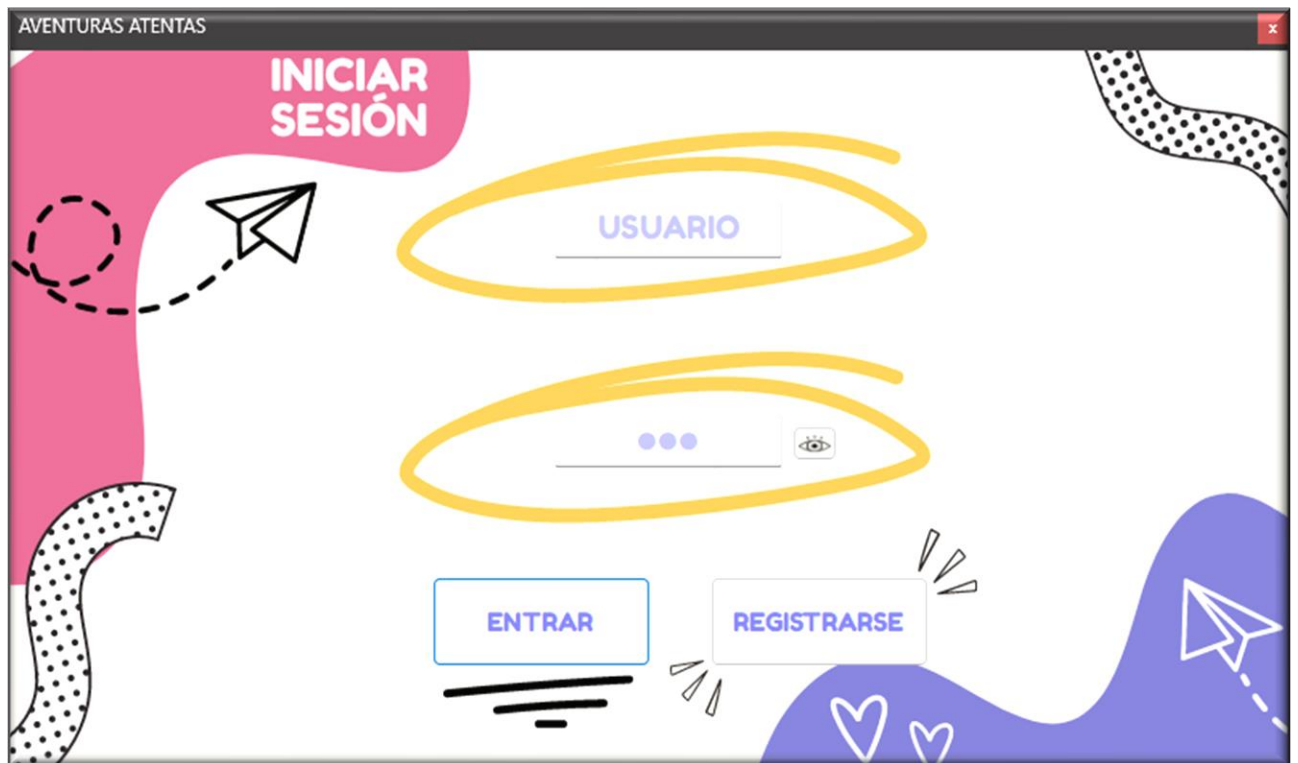 AVENTURAS ATENTAS
x
INICIAR
SESIÓN
USUARIO
●●●
ENTRAR
REGISTRARSE